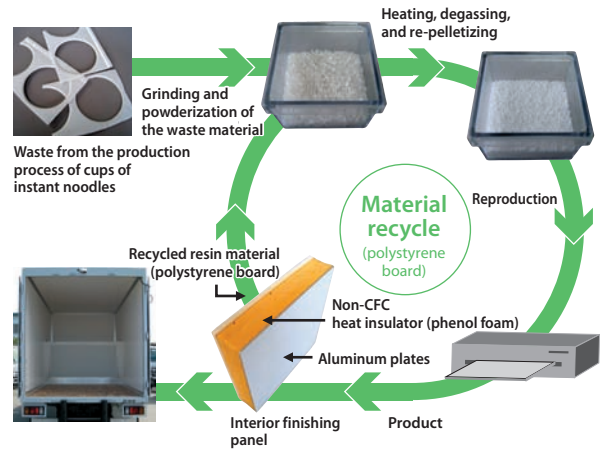 Heating, degassing,
and re-pelletizing
Grinding and
powderization of
the waste material
Waste from the production
process of cups of
instant noodles
Reproduction
Material
recycle
(polystyrene
board)
Recycled resin material
(polystyrene board)
Non-CFC
heat insulator (phenol foam)
Aluminum plates
Interior finishing
panel
Product